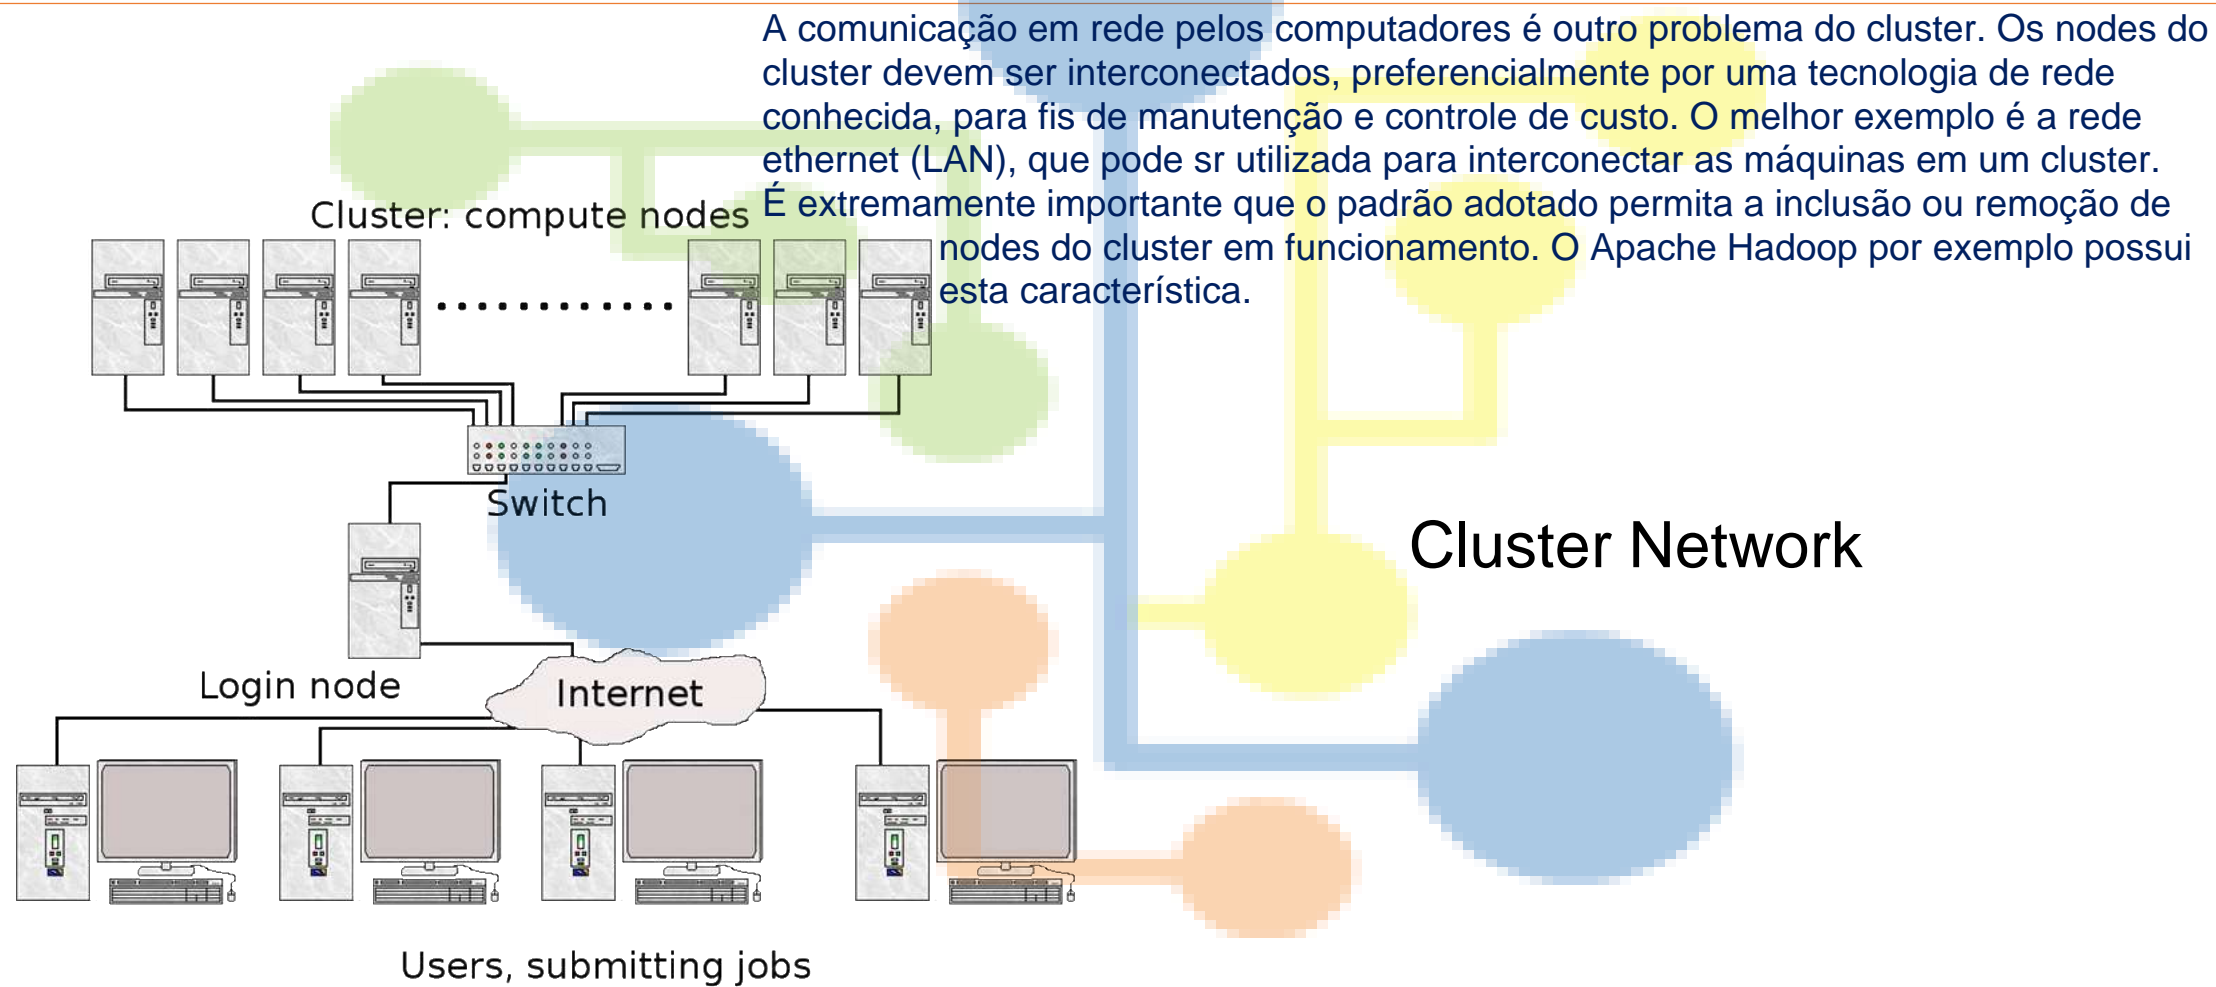 A comunicação em rede pelos computadores é outro problema do cluster. Os nodes do
cluster devem ser interconectados, preferencialmente por uma tecnologia de rede
conhecida, para fis de manutenção e controle de custo. O melhor exemplo é a rede
ethernet (LAN), que pode sr utilizada para interconectar as máquinas em um cluster.
É extremamente importante que o padrão adotado permita a inclusão ou remoção de
nodes do cluster em funcionamento. O Apache Hadoop por exemplo possui
esta característica.
Cluster: compute nodes
Switch
Cluster Network
Login node
Internet
Users, submitting jobs